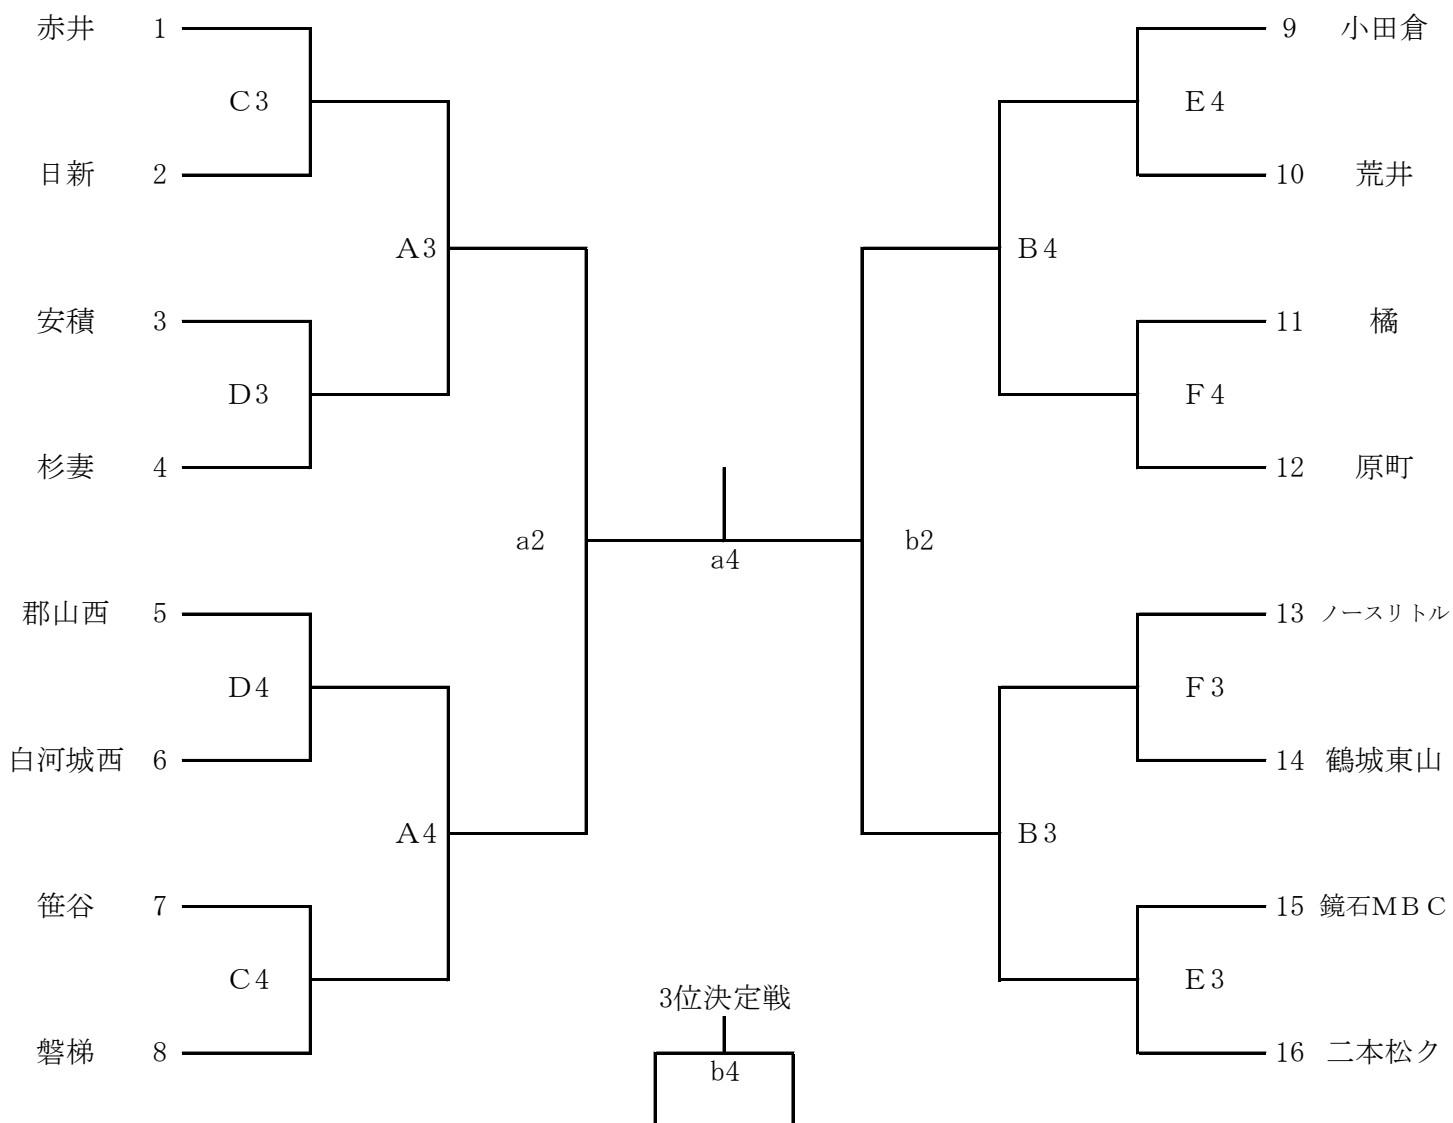 赤井 1
C3
日新 2
A3
安積 3
D3
杉妻 4
a2
郡山西 5
D4
白河城西 6
A4
笹谷 7
C4
磐梯 8
a4
9 小田倉
E4
10 荒井
B4
11 橘
F4
12 原町
b2
13 ノースリトル
F3
14 鶴城東山
B3
15 鏡石MBC
E3
16 二本松ク
3位決定戦
b4